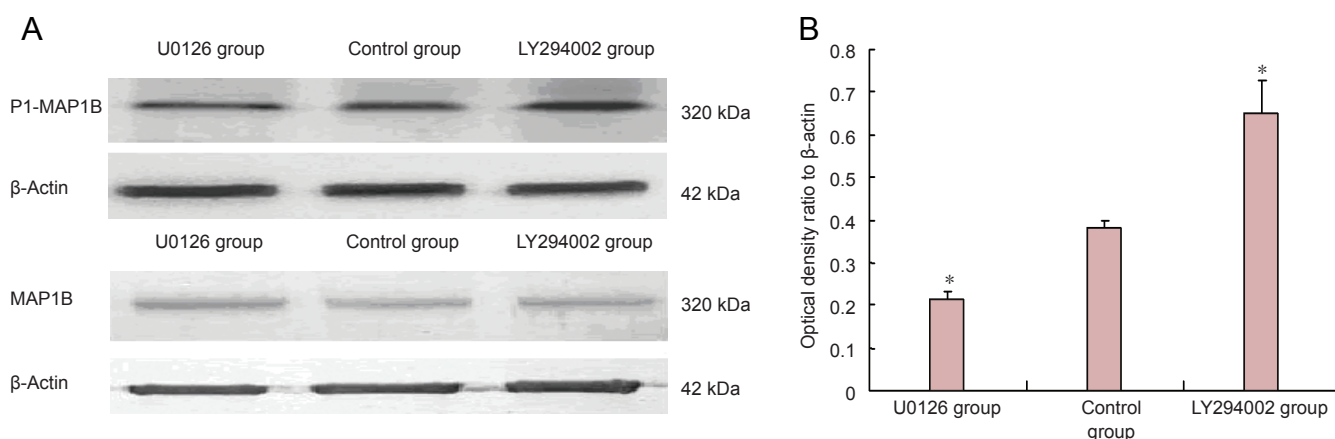 A
U0126 group Control group LY294002 group
P1-MAP1B 320 kDa
β-Actin 42 kDa
U0126 group Control group LY294002 group
MAP1B 320 kDa
β-Actin 42 kDa
B
Optical density ratio to β-actin
0.8
0.7
0.6
0.5
0.4
0.3
0.2
0.1
0
*
*
U0126 group Control LY294002 group
group